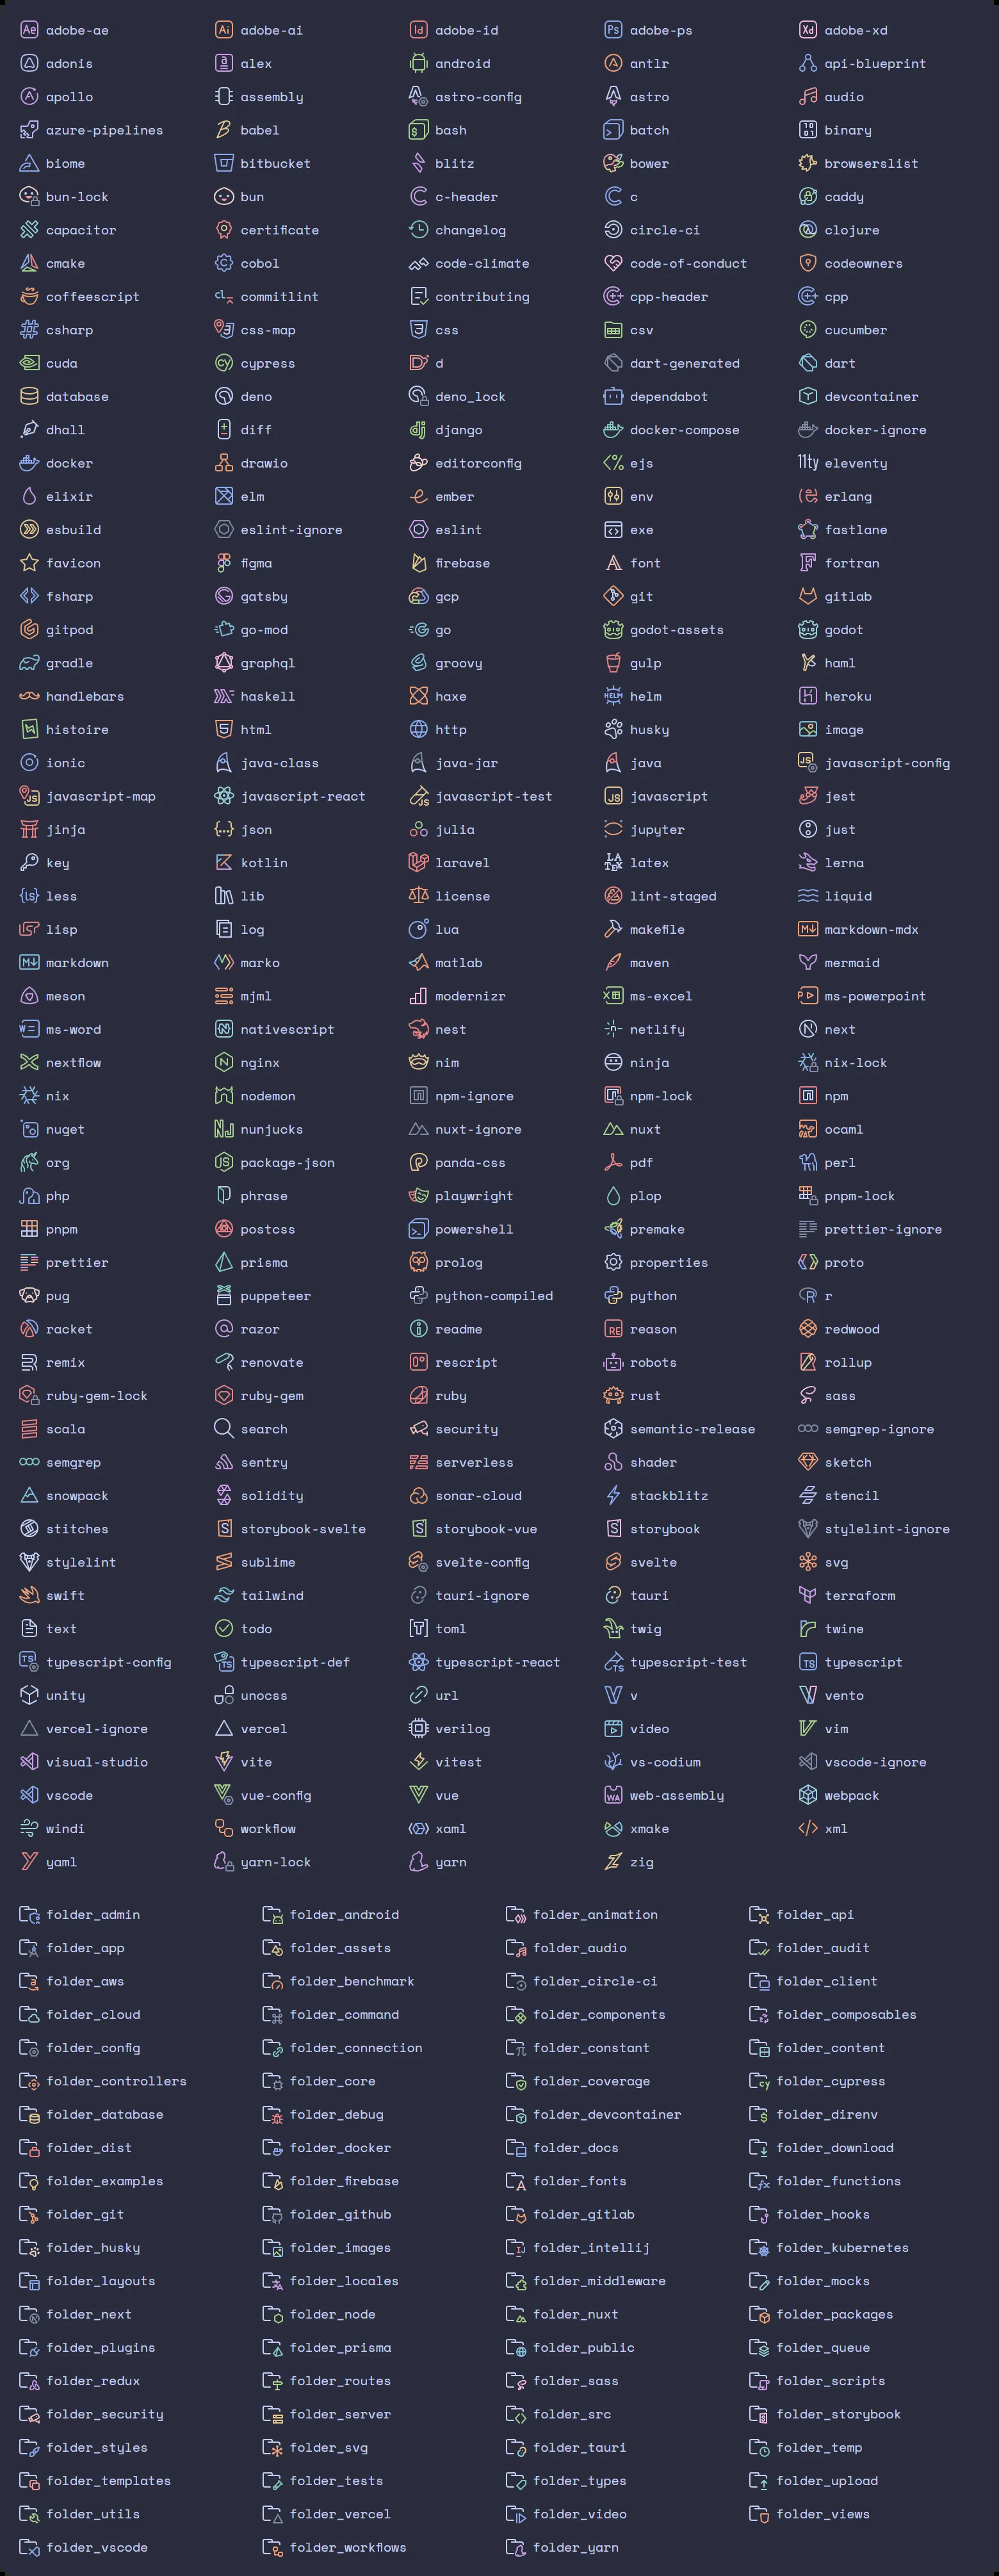 adobe-ae adobe-ai adobe-id adobe-ps adobe-xd
adonis alex android antlr api-blueprint
apollo assembly astro-config astro audio
azure-pipelines babel bash batch binary
biome bitbucket blitz bower browserslist
bun-lock bun c-header c caddy
capacitor certificate changelog circle-ci clojure
cmake cobol code-climate code-of-conduct codeowners
coffeescript commitlint contributing cpp-header cpp
csharp css-map css csv cucumber
cuda cypress d dart-generated dart
database deno deno_lock dependabot devcontainer
dhall diff django docker-compose docker-ignore
docker drawio editorconfig ejs eleventy
elixir elm ember env erlang
esbuild eslint-ignore eslint exe fastlane
favicon figma firebase font fortran
fsharp gatsby gcp git gitlab
gitpod go-mod go godot-assets godot
gradle graphql groovy gulp haml
handlebars haskell haxe helm heroku
histoire html http husky image
ionic java-class java-jar java javascript-config
javascript-map javascript-react javascript-test javascript jest
jinja json julia jupyter just
key kotlin laravel latex lerna
less lib license lint-staged liquid
lisp log lua makefile markdown-mdx
markdown marko matlab maven mermaid
meson mjml modernizr ms-excel ms-powerpoint
ms-word nativescript nest netlify next
nextflow nginx nim ninja nix-lock
nix nodemon npm-ignore npm-lock npm
nuget nunjucks nuxt-ignore nuxt ocaml
org package-json panda-css pdf perl
php phrase playwright plop pnpm-lock
pnpm postcss powershell premake prettier-ignore
prettier prisma prolog properties proto
pug puppeteer python-compiled python r
racket razor readme reason redwood
remix renovate rescript robots rollup
ruby-gem-lock ruby-gem ruby rust sass
scala search security semantic-release semgrep-ignore
semgrep sentry serverless shader sketch
snowpack solidity sonar-cloud stackblitz stencil
stitches storybook-svelte storybook-vue storybook stylelint-ignore
stylelint sublime svelte-config svelte svg
swift tailwind tauri-ignore tauri terraform
text todo toml twig twine
typescript-config typescript-def typescript-react typescript-test typescript
unity unocss url v vento
vercel-ignore vercel verilog video vim
visual-studio vite vitest vs-codium vscode-ignore
vscode vue-config vue web-assembly webpack
windi workflow xaml xmake xml
yaml yarn-lock yarn zig
folder_admin folder_android folder_animation folder_api
folder_app folder_assets folder_audio folder_audit
folder_aws folder_benchmark folder_circle-ci folder_client
folder_cloud folder_command folder_components folder_composables
folder_config folder_connection folder_constant folder_content
folder_controllers folder_core folder_coverage folder_cypress
folder_database folder_debug folder_devcontainer folder_direnv
folder_dist folder_docker folder_docs folder_download
folder_examples folder_firebase folder_fonts folder_functions
folder_git folder_github folder_gitlab folder_hooks
folder_husky folder_images folder_intellij folder_kubernetes
folder_layouts folder_locales folder_middleware folder_mocks
folder_next folder_node folder_nuxt folder_packages
folder_plugins folder_prisma folder_public folder_queue
folder_redux folder_routes folder_sass folder_scripts
folder_security folder_server folder_src folder_storybook
folder_styles folder_svg folder_tauri folder_temp
folder_templates folder_tests folder_types folder_upload
folder_utils folder_vercel folder_video folder_views
folder_vscode folder_workflows folder_yarn